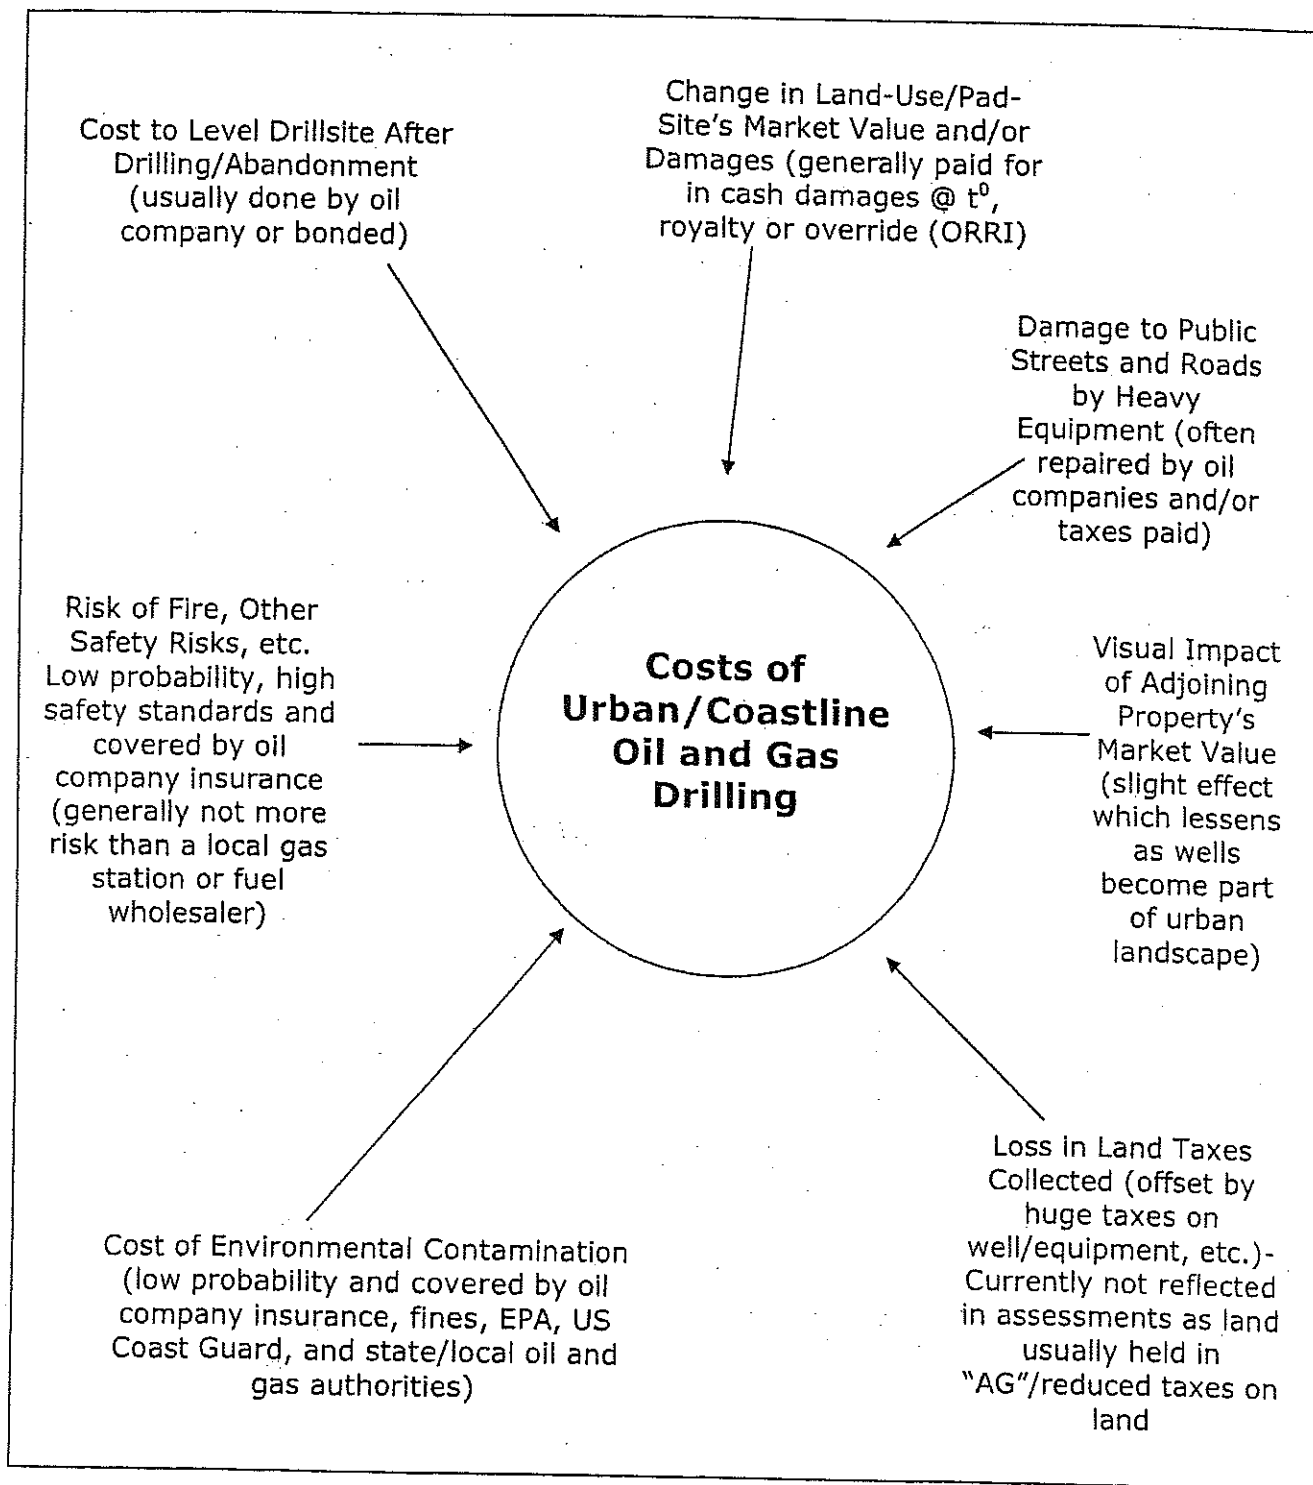 Cost to Level Drillsite After
Drilling/Abandonment
(usually done by oil
company or bonded)
Change in Land-Use/Pad-
Site's Market Value and/or
Damages (generally paid for
in cash damages @ t⁰,
royalty or override (ORRI)
Damage to Public
Streets and Roads
by Heavy
Equipment (often
repaired by oil
companies and/or
taxes paid)
Risk of Fire, Other
Safety Risks, etc.
Low probability, high
safety standards and
covered by oil
company insurance
(generally not more
risk than a local gas
station or fuel
wholesaler)
Costs of
Urban/Coastline
Oil and Gas
Drilling
Visual Impact
of Adjoining
Property's
Market Value
(slight effect
which lessens
as wells
become part
of urban
landscape)
Cost of Environmental Contamination
(low probability and covered by oil
company insurance, fines, EPA, US
Coast Guard, and state/local oil and
gas authorities)
Loss in Land Taxes
Collected (offset by
huge taxes on
well/equipment, etc.)-
Currently not reflected
in assessments as land
usually held in
"AG"/reduced taxes on
land